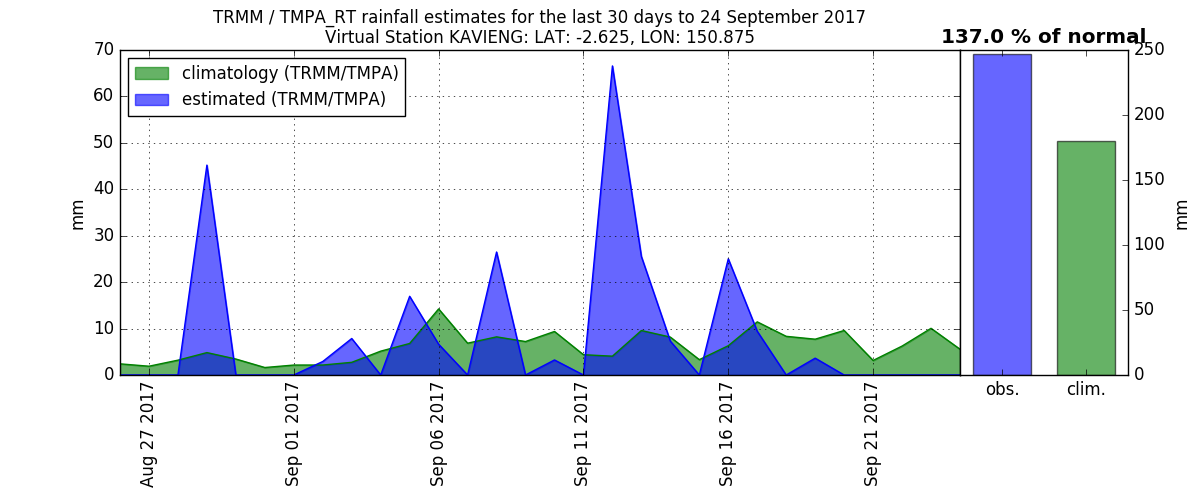 TRMM / TMPA_RT rainfall estimates for the last 30 days to 24 September 2017
Virtual Station KAVIENG: LAT: -2.625, LON: 150.875
137.0 % of normal
climatology (TRMM/TMPA)
estimated (TRMM/TMPA)
70
60
50
40
30
20
10
0
mm
250
200
150
100
50
0
mm
Aug 27 2017
Sep 01 2017
Sep 06 2017
Sep 11 2017
Sep 16 2017
Sep 21 2017
obs.
clim.